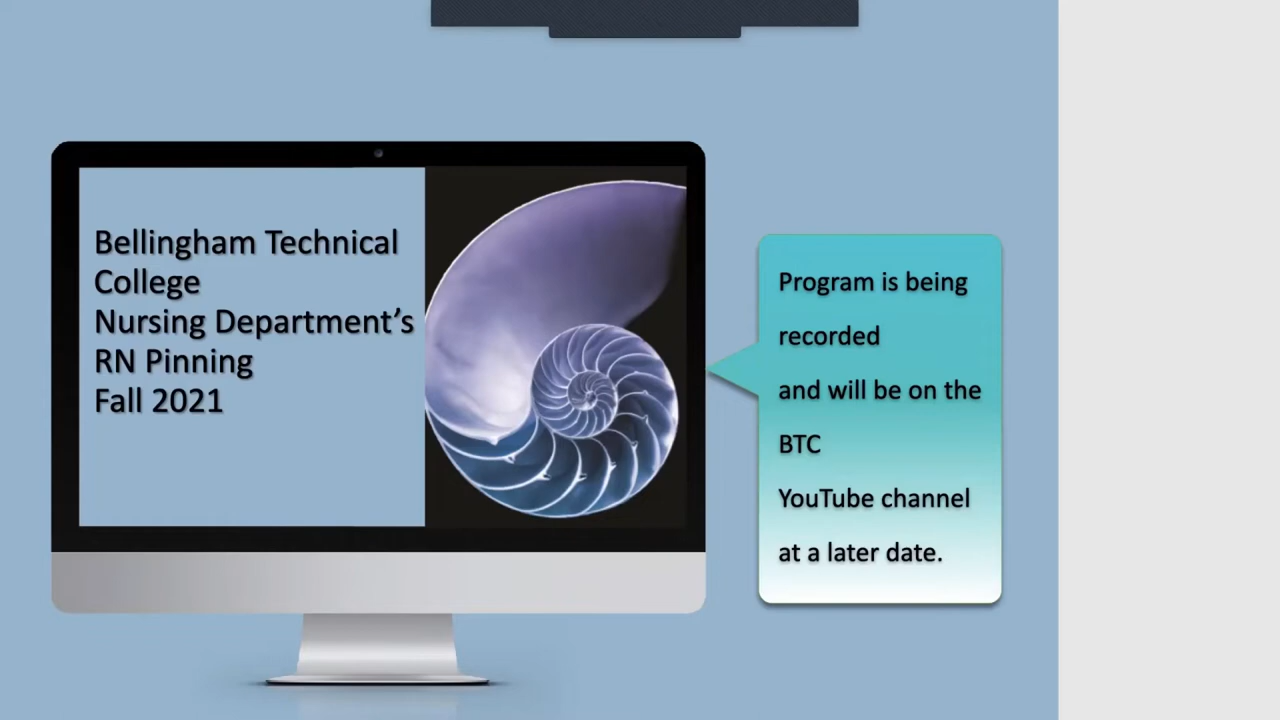 Bellingham Technical
College
Nursing Department’s
RN Pinning
Fall 2021
Program is being
recorded
and will be on the
BTC
YouTube channel
at a later date.